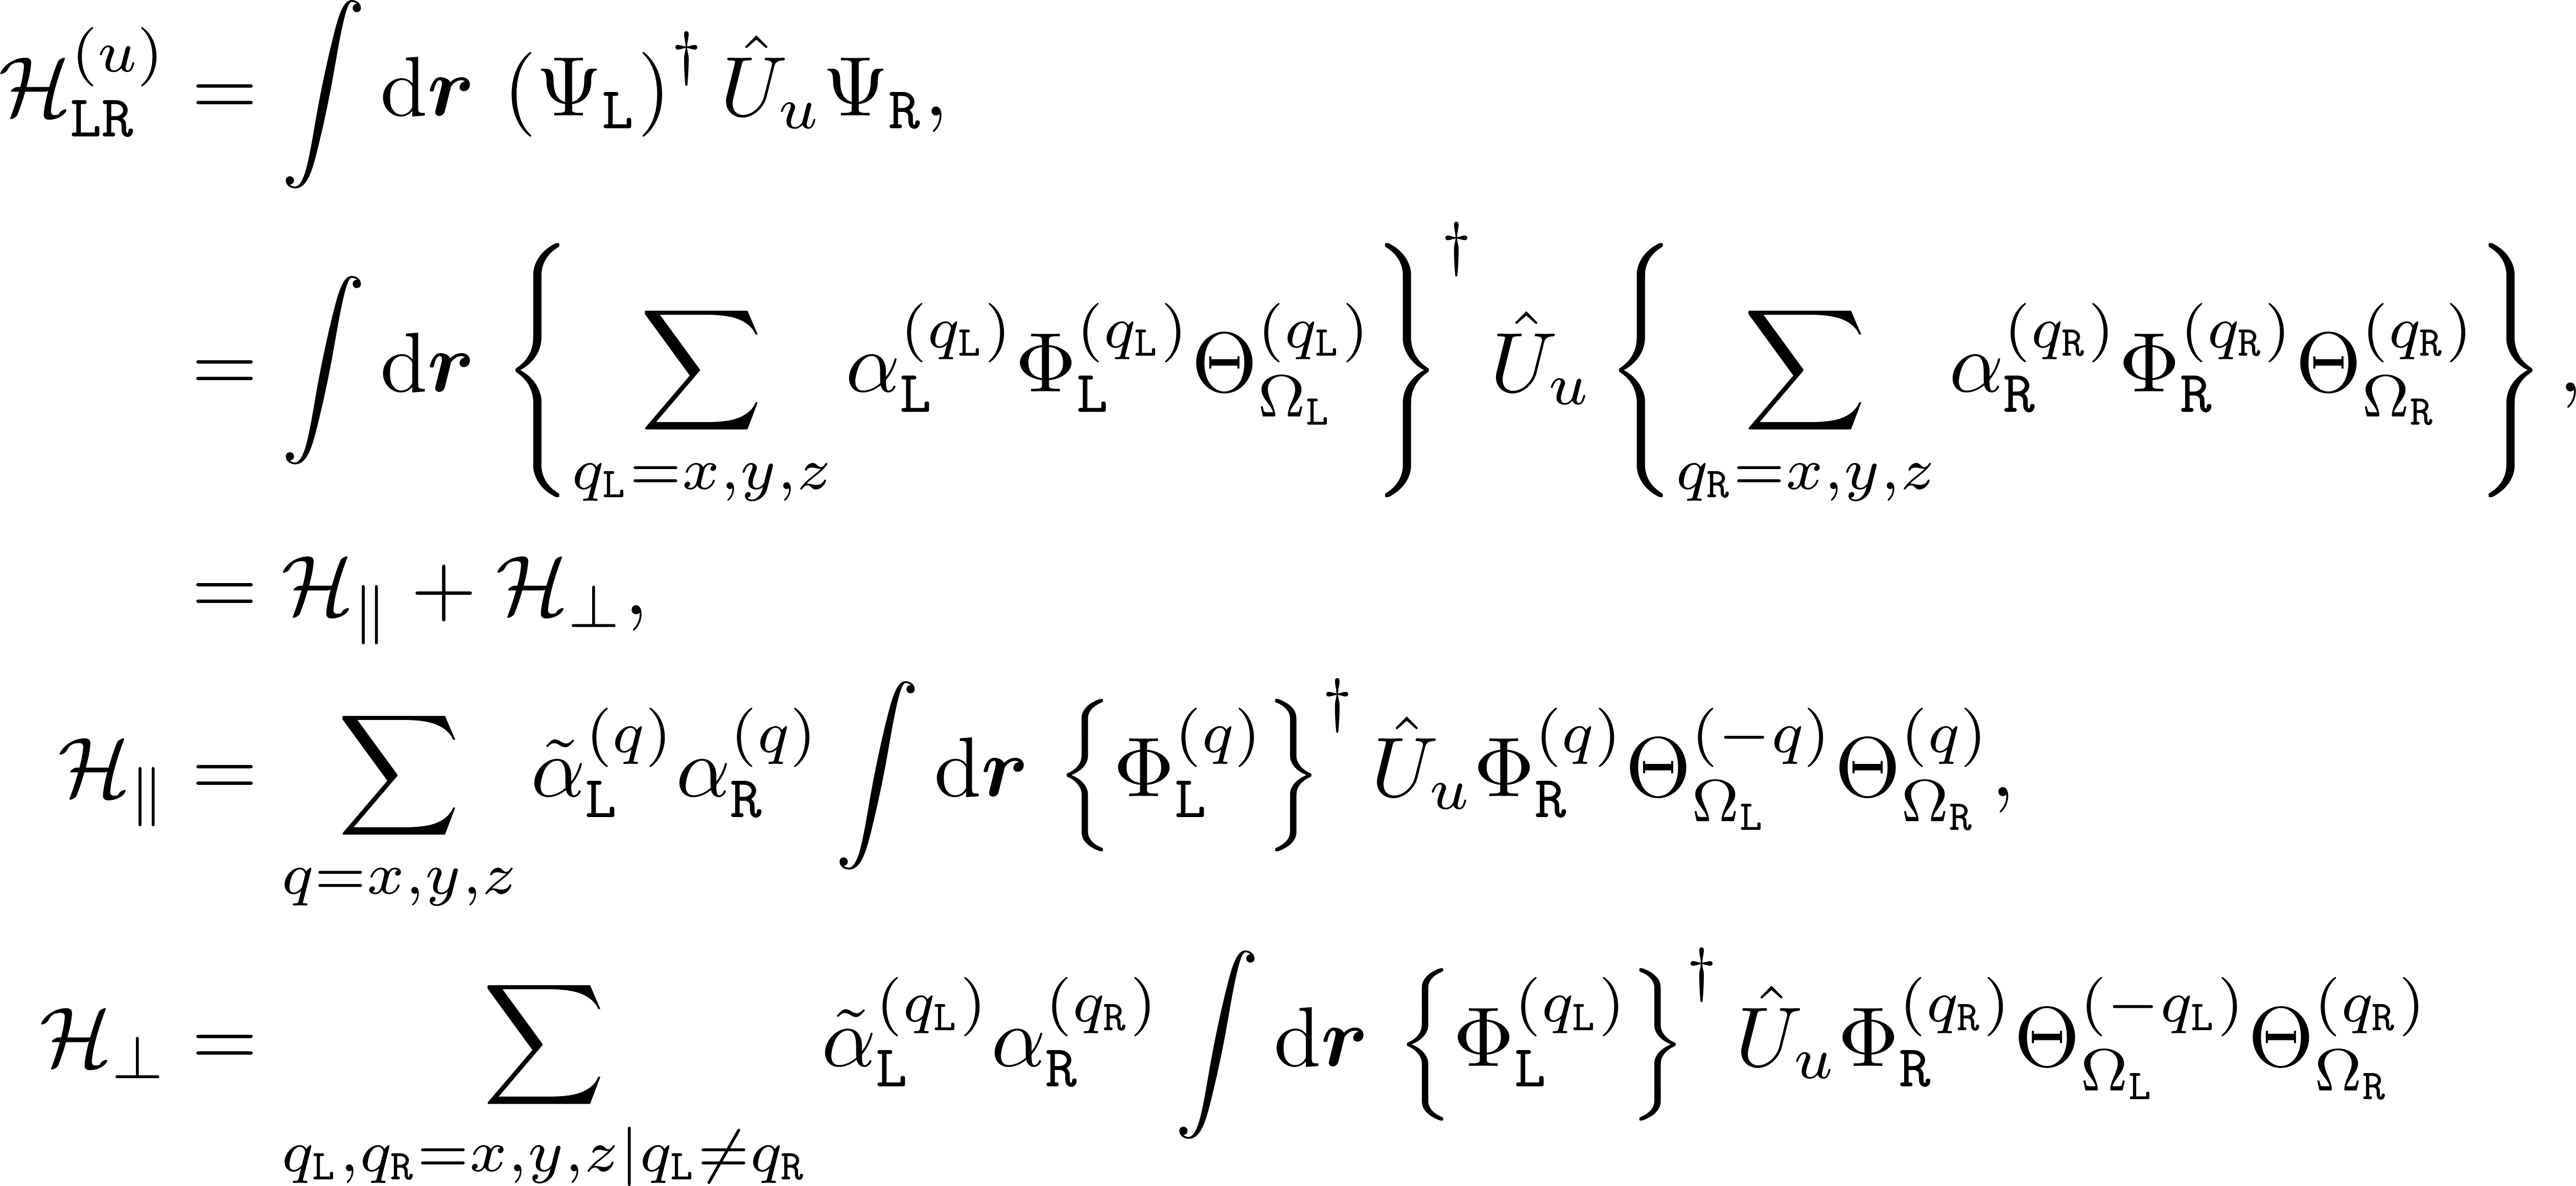 \mathcal{H}_{\mathtt{LR}}^{(u)} = \int \mathrm{d}\boldsymbol{r} \, (\Psi_{\mathtt{L}})^{\dagger} \hat{U}_u \Psi_{\mathtt{R}},
= \int \mathrm{d}\boldsymbol{r} \, \left\{ \sum_{q_{\mathtt{L}}=x,y,z} \alpha_{\mathtt{L}}^{(q_{\mathtt{L}})} \Phi_{\mathtt{L}}^{(q_{\mathtt{L}})} \Theta_{\Omega_{\mathtt{L}}}^{(q_{\mathtt{L}})} \right\}^{\dagger} \hat{U}_u \left\{ \sum_{q_{\mathtt{R}}=x,y,z} \alpha_{\mathtt{R}}^{(q_{\mathtt{R}})} \Phi_{\mathtt{R}}^{(q_{\mathtt{R}})} \Theta_{\Omega_{\mathtt{R}}}^{(q_{\mathtt{R}})} \right\},
= \mathcal{H}_{\parallel} + \mathcal{H}_{\perp},
\mathcal{H}_{\parallel} = \sum_{q=x,y,z} \tilde{\alpha}_{\mathtt{L}}^{(q)} \alpha_{\mathtt{R}}^{(q)} \int \mathrm{d}\boldsymbol{r} \, \left\{ \Phi_{\mathtt{L}}^{(q)} \right\}^{\dagger} \hat{U}_u \Phi_{\mathtt{R}}^{(q)} \Theta_{\Omega_{\mathtt{L}}}^{(-q)} \Theta_{\Omega_{\mathtt{R}}}^{(q)},
\mathcal{H}_{\perp} = \sum_{q_{\mathtt{L}},q_{\mathtt{R}}=x,y,z|q_{\mathtt{L}} \neq q_{\mathtt{R}}} \tilde{\alpha}_{\mathtt{L}}^{(q_{\mathtt{L}})} \alpha_{\mathtt{R}}^{(q_{\mathtt{R}})} \int \mathrm{d}\boldsymbol{r} \, \left\{ \Phi_{\mathtt{L}}^{(q_{\mathtt{L}})} \right\}^{\dagger} \hat{U}_u \Phi_{\mathtt{R}}^{(q_{\mathtt{R}})} \Theta_{\Omega_{\mathtt{L}}}^{(-q_{\mathtt{L}})} \Theta_{\Omega_{\mathtt{R}}}^{(q_{\mathtt{R}})}